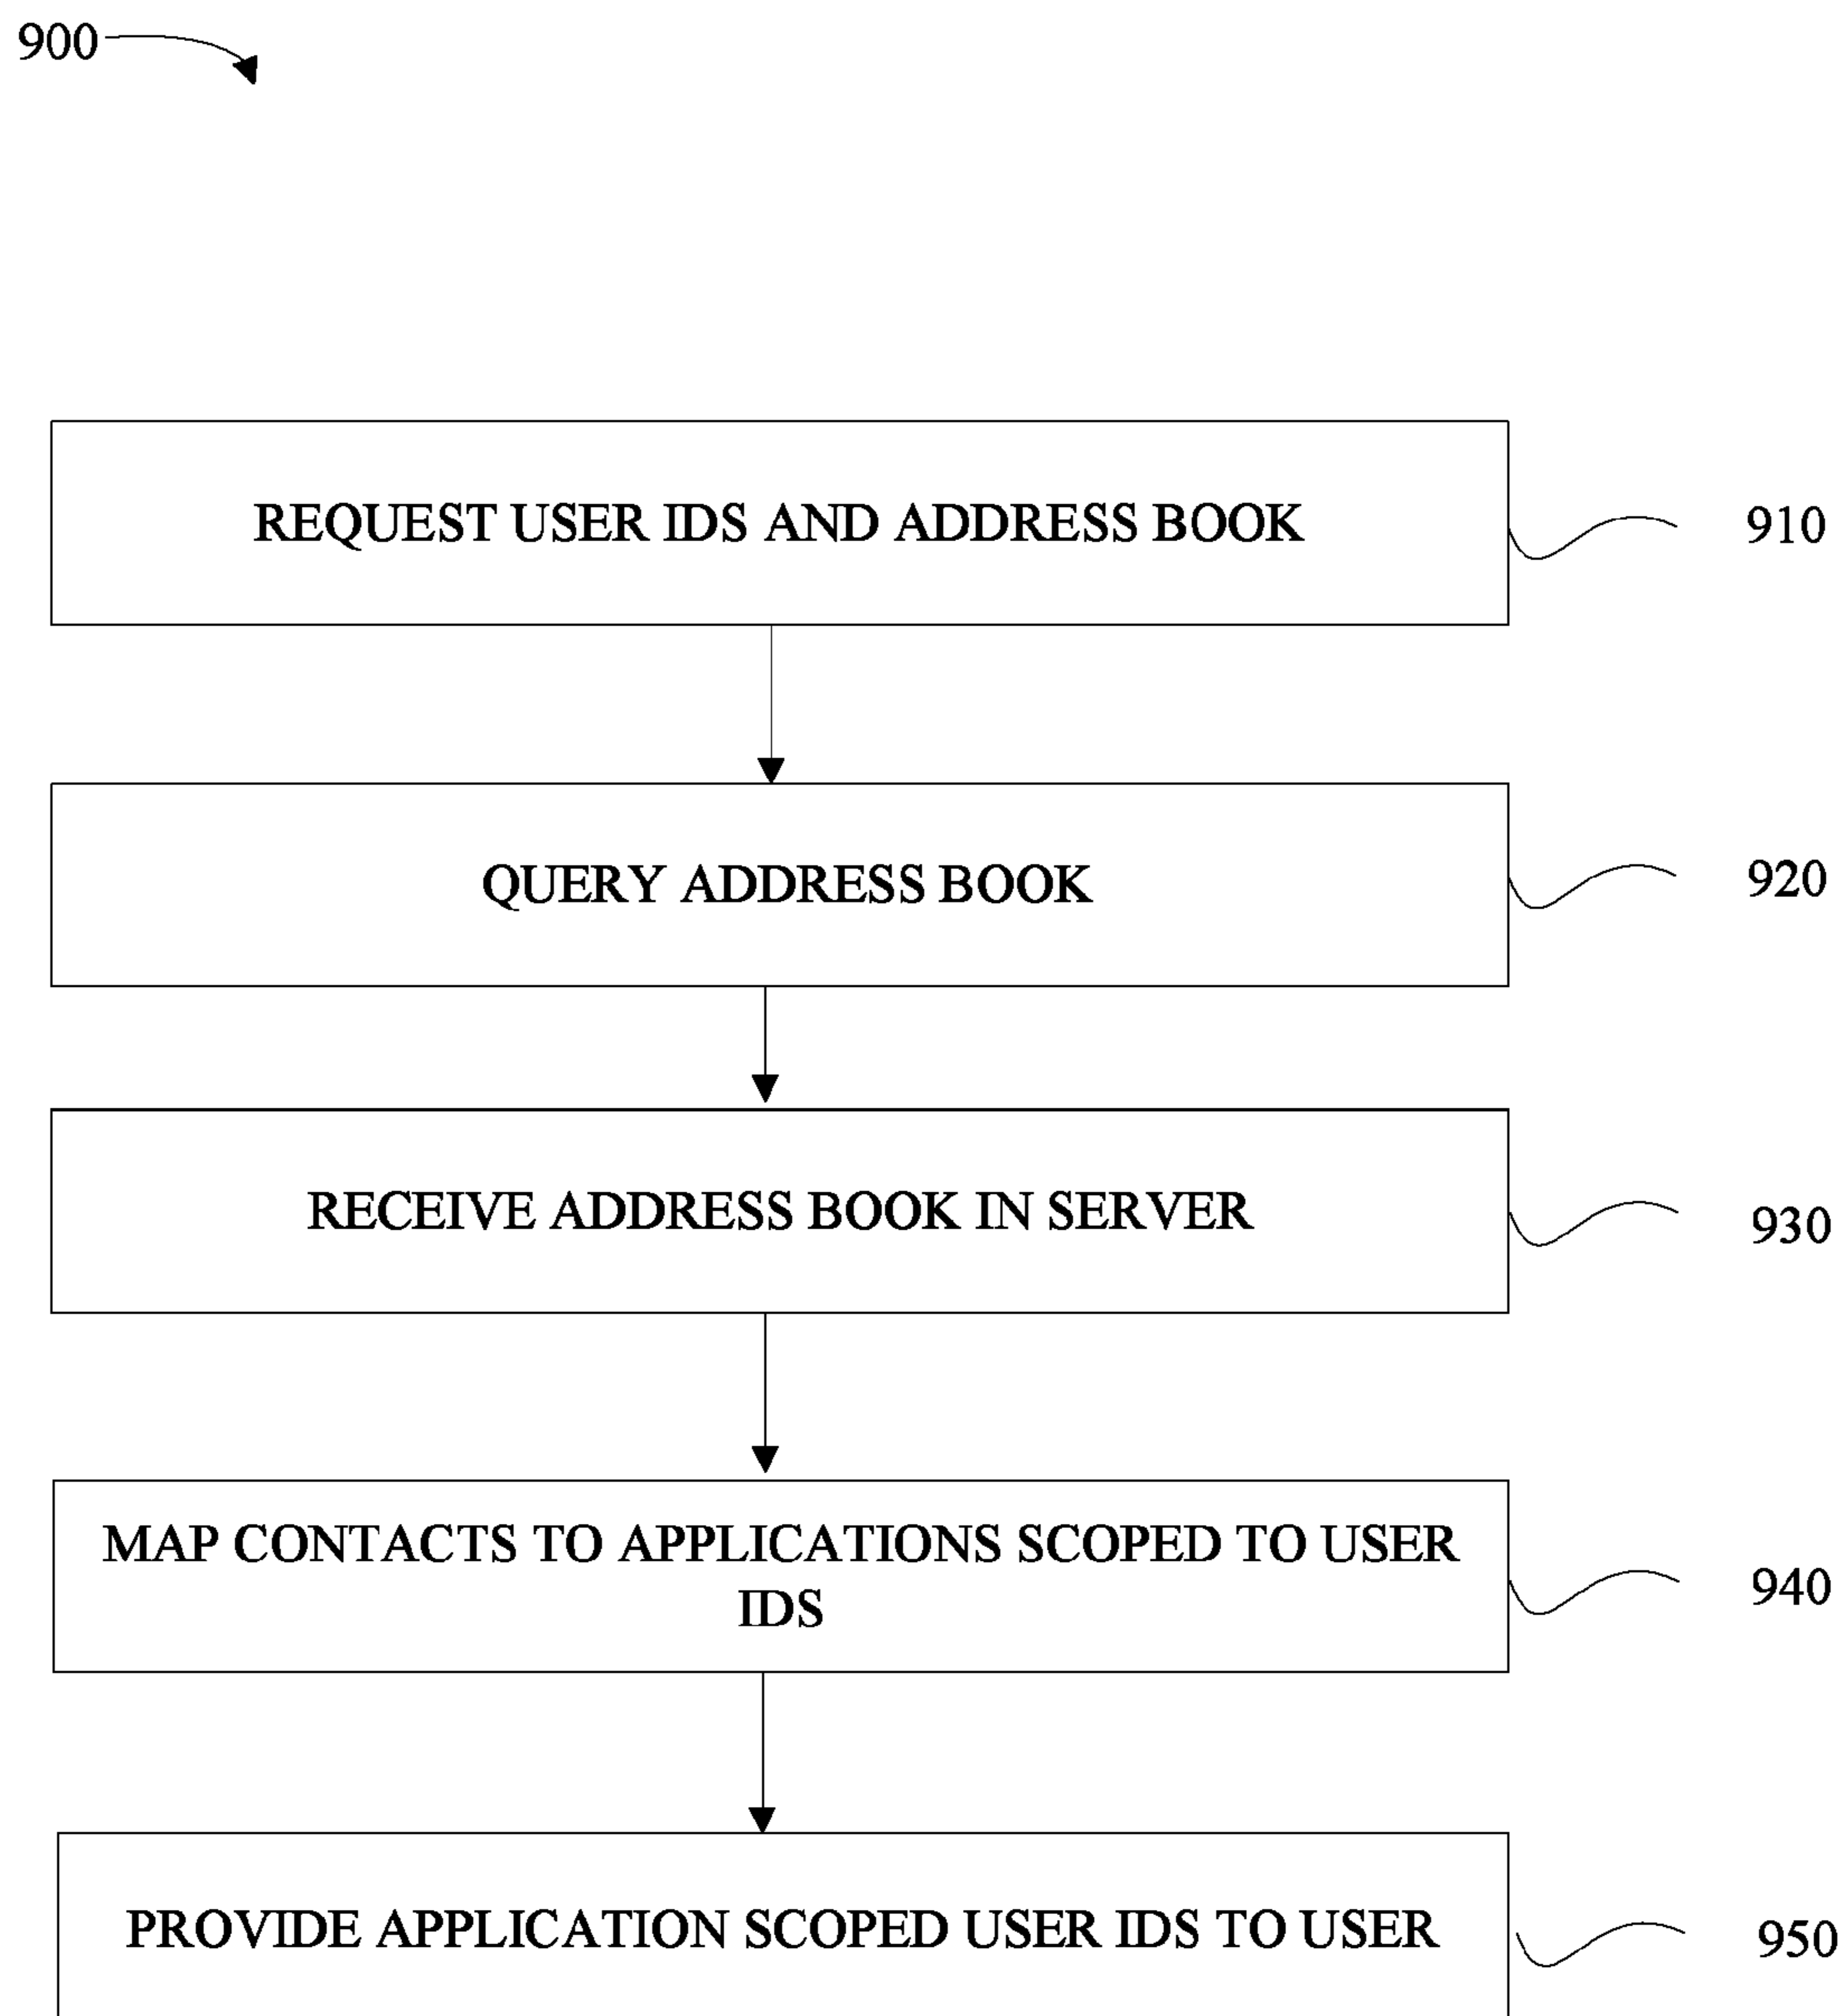 900
REQUEST USER IDS AND ADDRESS BOOK
910
QUERY ADDRESS BOOK
920
RECEIVE ADDRESS BOOK IN SERVER
930
MAP CONTACTS TO APPLICATIONS SCOPED TO USER
IDS
940
PROVIDE APPLICATION SCOPED USER IDS TO USER
950